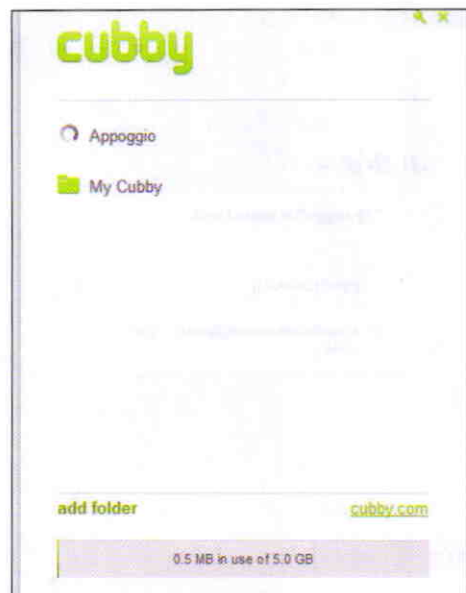 cubby
Appoggio
My Cubby
add folder
cubby.com
0.5 MB in use of 5.0 GB